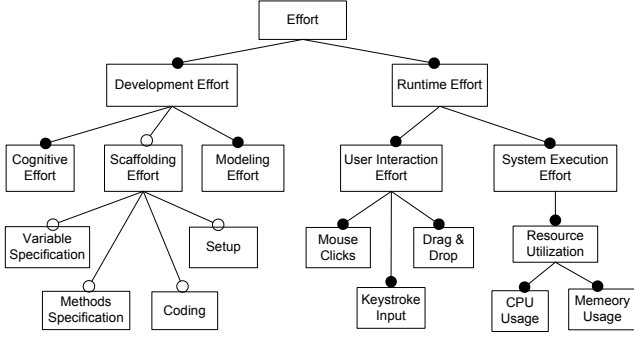 Effort
Development Effort
Runtime Effort
Cognitive
Effort
Scaffolding
Effort
Modeling
Effort
User Interaction
Effort
System Execution
Effort
Variable
Specification
Setup
Mouse
Clicks
Drag &
Drop
Resource
Utilization
Methods
Specification
Coding
Keystroke
Input
CPU
Usage
Memeory
Usage